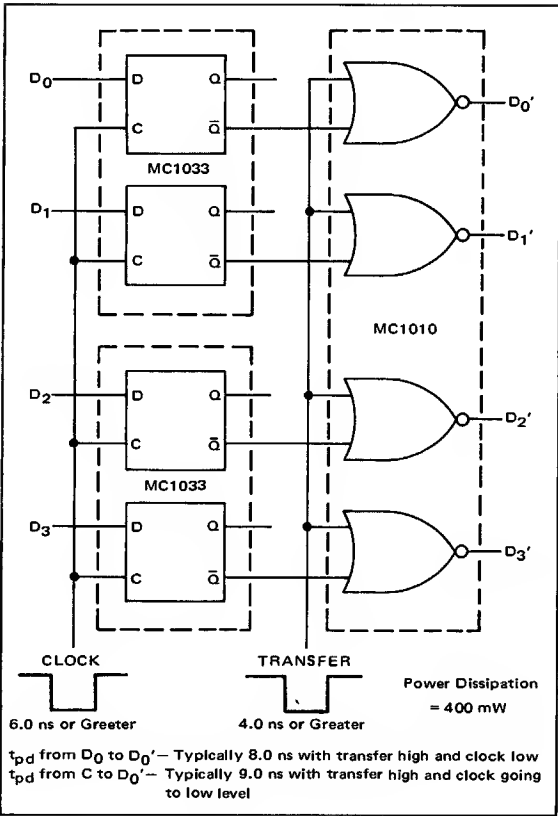 D0 D Q D0'
C Q̅
MC1033
D1 D Q D1'
C Q̅
MC1010
D2 D Q D2'
C Q̅
MC1033
D3 D Q D3'
C Q̅
CLOCK
6.0 ns or Greeter
TRANSFER
4.0 ns or Greater
Power Dissipation
= 400 mW
tpd from D0 to D0'— Typically 8.0 ns with transfer high and clock low
tpd from C to D0'— Typically 9.0 ns with transfer high and clock going
to low level